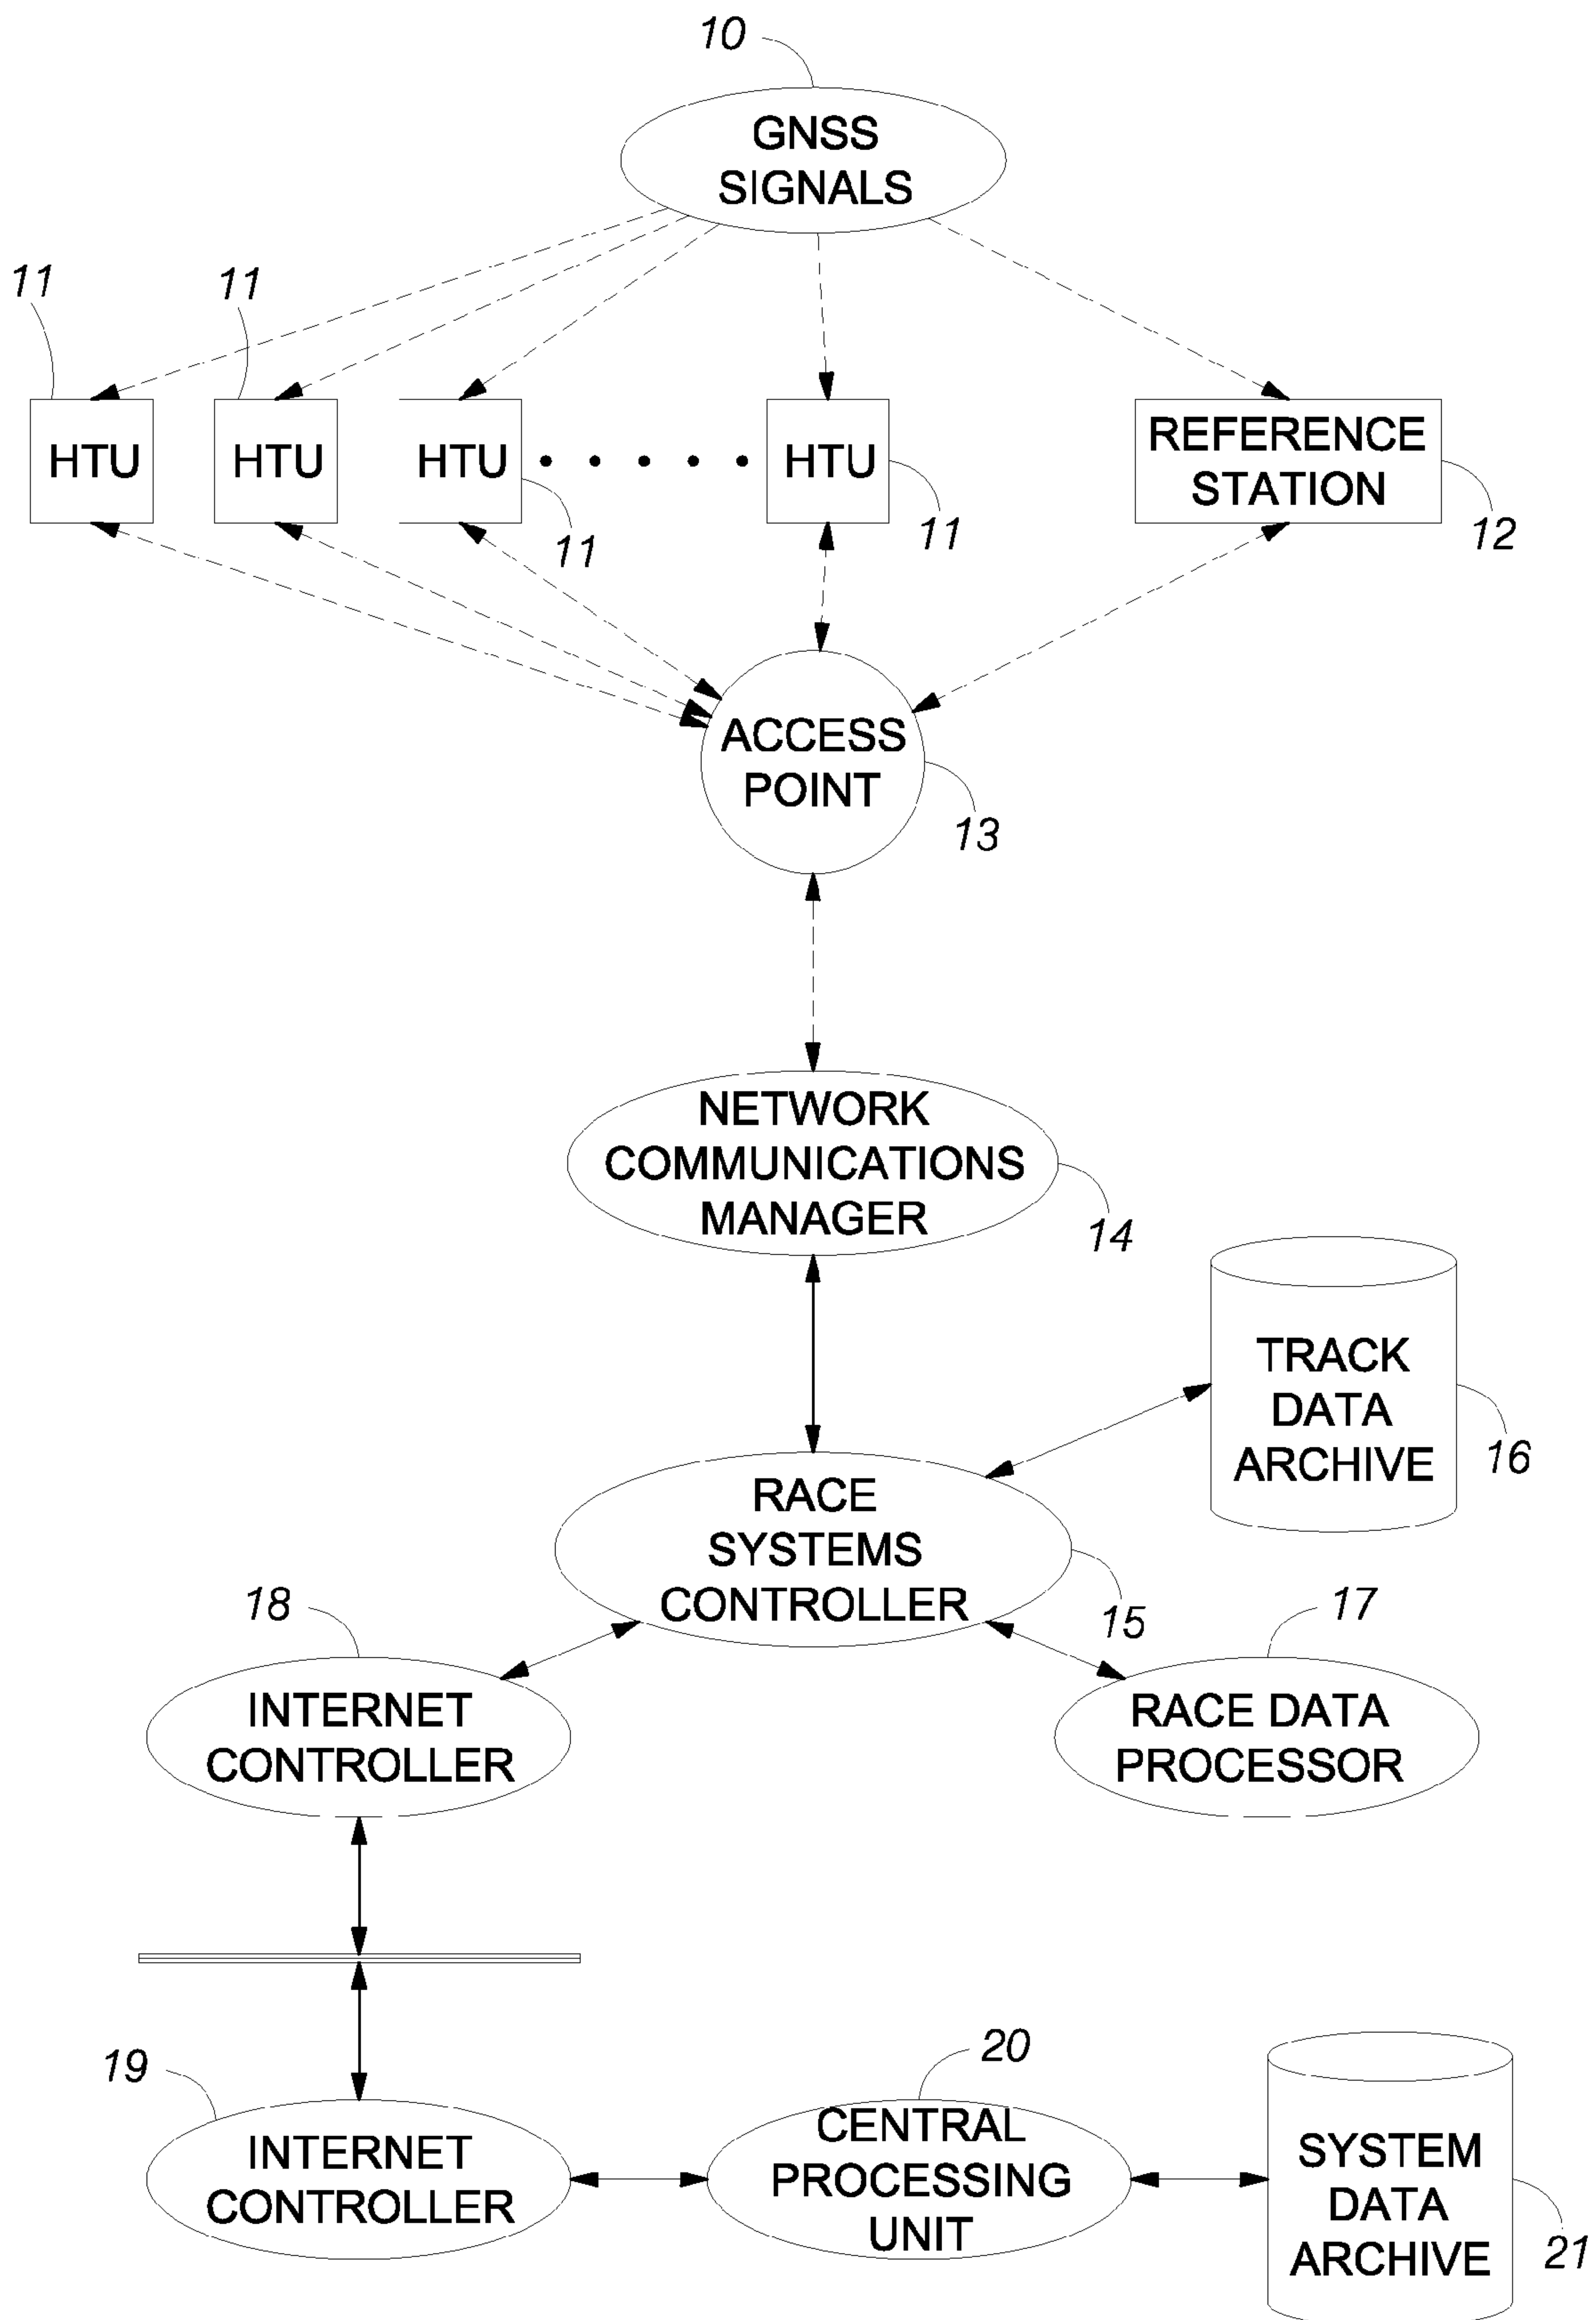 10
GNSS
SIGNALS
11
11
HTU
HTU
HTU
HTU
11
11
REFERENCE
STATION
12
ACCESS
POINT
13
NETWORK
COMMUNICATIONS
MANAGER
14
TRACK
DATA
ARCHIVE
16
RACE
SYSTEMS
CONTROLLER
15
18
17
INTERNET
CONTROLLER
RACE DATA
PROCESSOR
19
INTERNET
CONTROLLER
20
CENTRAL
PROCESSING
UNIT
SYSTEM
DATA
ARCHIVE
21